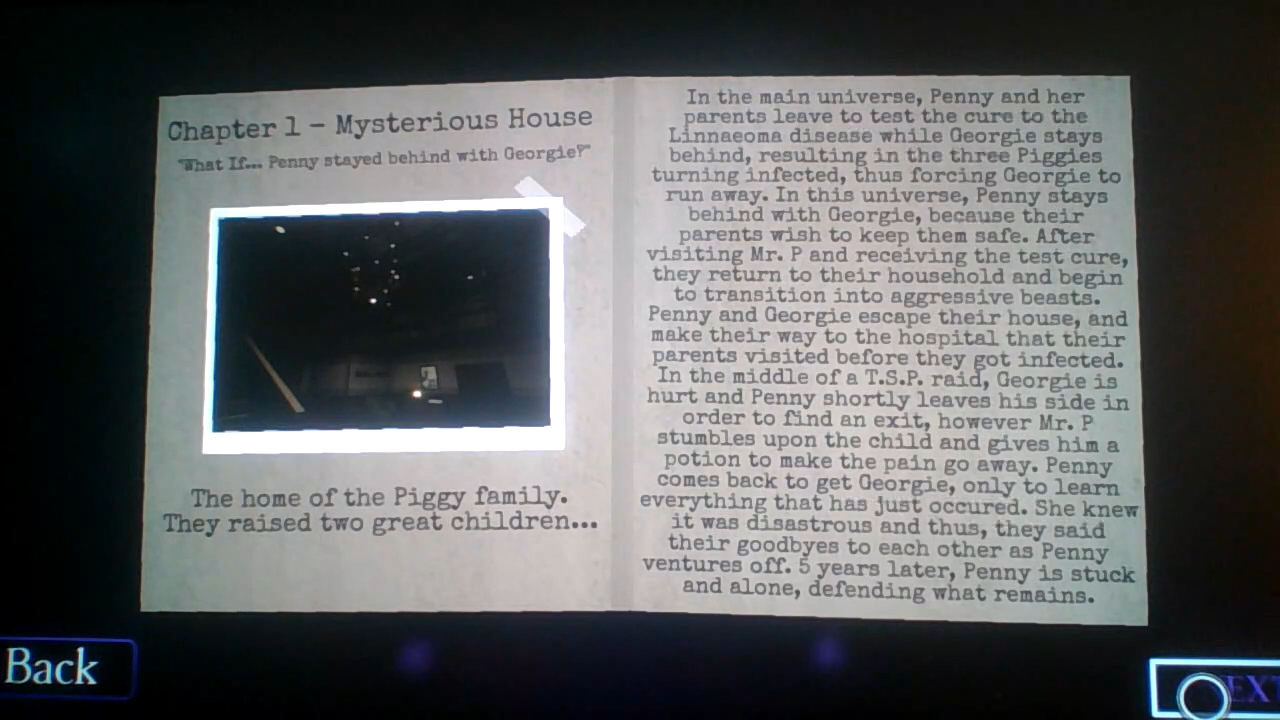 Chapter 1 - Mysterious House
"What If... Penny stayed behind with Georgie?"
The home of the Piggy family.
They raised two great children...
In the main universe, Penny and her
parents leave to test the cure to the
Linnaeoma disease while Georgie stays
behind, resulting in the three Piggies
turning infected, thus forcing Georgie to
run away. In this universe, Penny stays
behind with Georgie, because their
parents wish to keep them safe. After
visiting Mr. P and receiving the test cure,
they return to their household and begin
to transition into aggressive beasts.
Penny and Georgie escape their house, and
make their way to the hospital that their
parents visited before they got infected.
In the middle of a T.S.P. raid, Georgie is
hurt and Penny shortly leaves his side in
order to find an exit, however Mr. P
stumbles upon the child and gives him a
potion to make the pain go away. Penny
comes back to get Georgie, only to learn
everything that has just occured. She knew
it was disastrous and thus, they said
their goodbyes to each other as Penny
ventures off. 5 years later, Penny is stuck
and alone, defending what remains.
Back